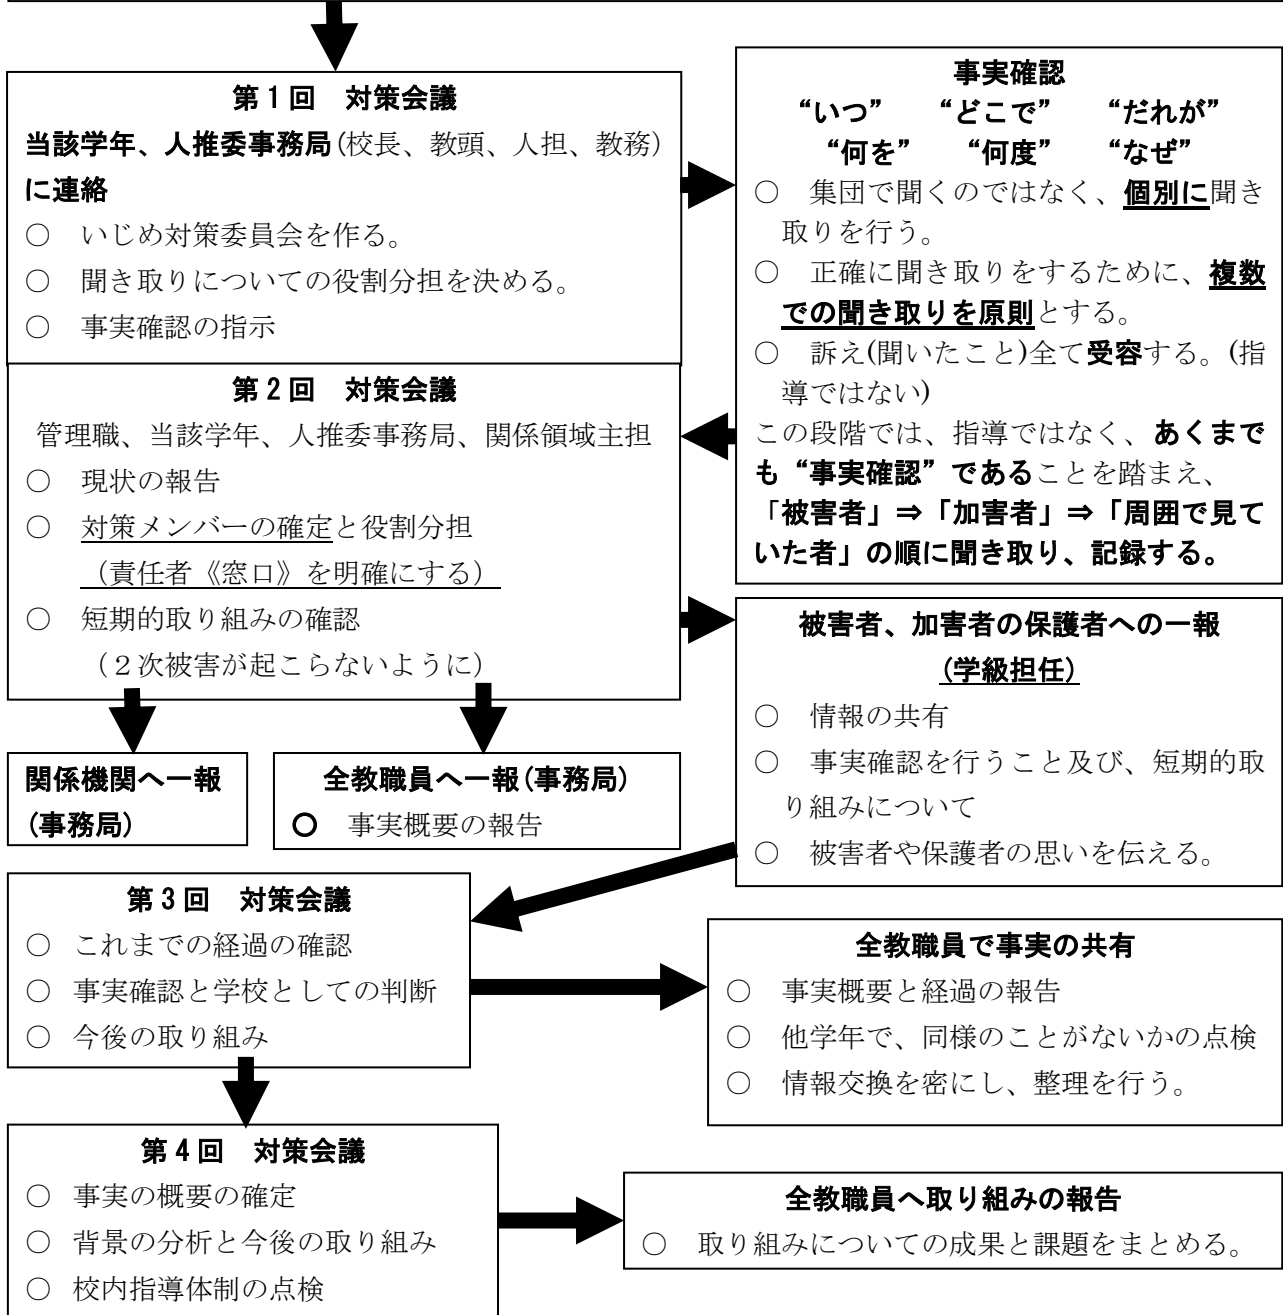 第１回　対策会議
当該学年、人推委事務局(校長、教頭、人担、教務)
に連絡
○　いじめ対策委員会を作る。
○　聞き取りについての役割分担を決める。
○　事実確認の指示
事実確認
“いつ”　“どこで”　“だれが”
“何を”　“何度”　“なぜ”
○　集団で聞くのではなく、個別に聞き
取りを行う。
○　正確に聞き取りをするために、複数
での聞き取りを原則とする。
○　訴え(聞いたこと)全て受容する。(指
導ではない)
この段階では、指導ではなく、あくまで
も“事実確認”であることを踏まえ、
「被害者」⇒「加害者」⇒「周囲で見て
いた者」の順に聞き取り、記録する。
第２回　対策会議
管理職、当該学年、人推委事務局、関係領域主担
○　現状の報告
○　対策メンバーの確定と役割分担
（責任者《窓口》を明確にする）
○　短期的取り組みの確認
（２次被害が起こらないように）
被害者、加害者の保護者への一報
(学級担任)
○　情報の共有
○　事実確認を行うこと及び、短期的取
り組みについて
○　被害者や保護者の思いを伝える。
関係機関へ一報
(事務局)
全教職員へ一報(事務局)
○　事実概要の報告
第３回　対策会議
○　これまでの経過の確認
○　事実確認と学校としての判断
○　今後の取り組み
全教職員で事実の共有
○　事実概要と経過の報告
○　他学年で、同様のことがないかの点検
○　情報交換を密にし、整理を行う。
第４回　対策会議
○　事実の概要の確定
○　背景の分析と今後の取り組み
○　校内指導体制の点検
全教職員へ取り組みの報告
○　取り組みについての成果と課題をまとめる。